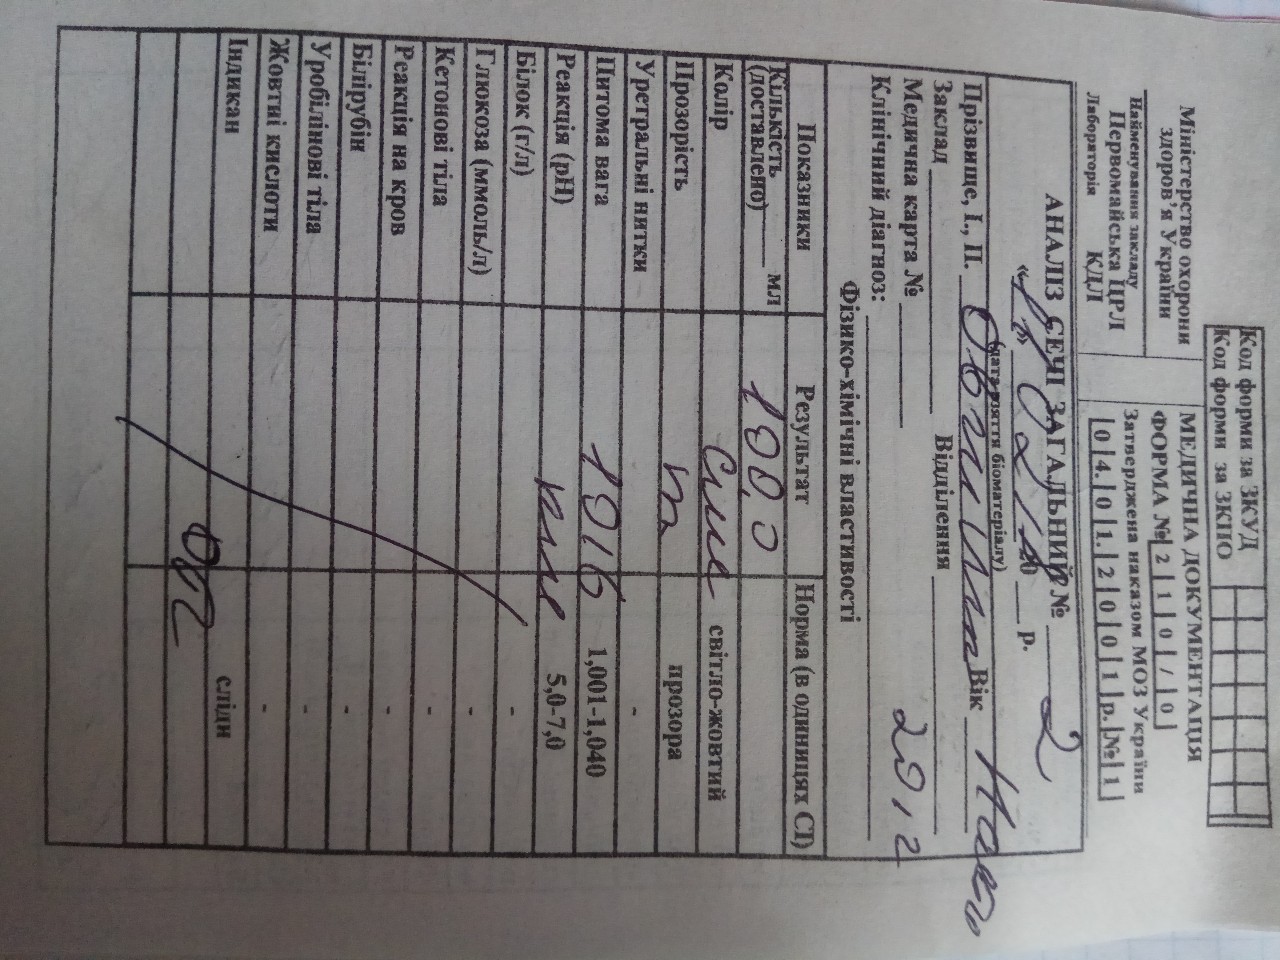 Код форми за ЗКУД
Код форми за ЗКПО
Міністерство охорони
здоров'я України
Найменування закладу
Первомайська ЦРЛ
Лабораторія КДЛ
МЕДИЧНА ДОКУМЕНТАЦІЯ
ФОРМА № 2 1 0 / 0
Затверджена наказом МОЗ України
0 4. 0 1. 2 0 0 1 р. № 1
АНАЛІЗ СЕЧІ ЗАГАЛЬНИЙ № 2
« » 20 р.
(дата взяття біоматеріалу)
Прізвище, І., П. Вік
Заклад Відділення
Медична карта № 2012
Клінічний діагноз:
Фізико-хімічні властивості
Показники Результат Норма (в одиницях СІ)
Кількість
(доставлено) мл 100,0
Колір світло-жовтий
Прозорість п прозора
Уретральні нитки -
Питома вага 1016 1,001-1,040
Реакція (pH) 5,0-7,0
Білок (г/л) -
Глюкоза (ммоль/л) -
Кетонові тіла -
Реакція на кров -
Білірубін -
Уробілінові тіла -
Жовтні кислоти -
Індикан сліди